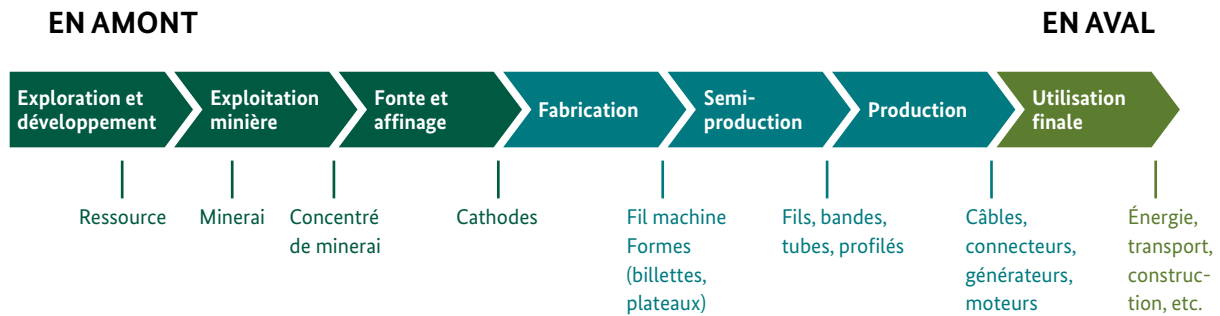 EN AMONT
EN AVAL
Exploration et
développement
Exploitation
minière
Fonte et
affinage
Fabrication
Semi-
production
Production
Utilisation
finale
Ressource
Minerai
Concentré
de minerai
Cathodes
Fil machine
Formes
(billettes,
plateaux)
Fils, bandes,
tubes, profilés
Câbles,
connecteurs,
générateurs,
moteurs
Énergie,
transport,
construc-
tion, etc.